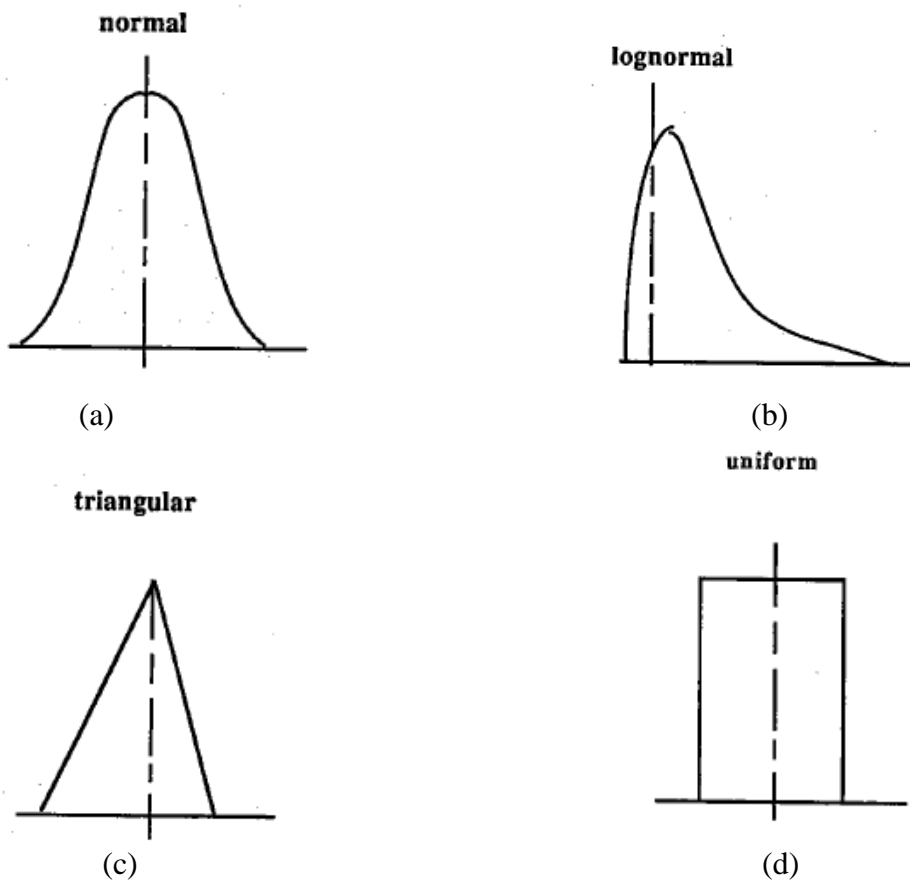 normal
lognormal
(a)
(b)
uniform
triangular
(c)
(d)